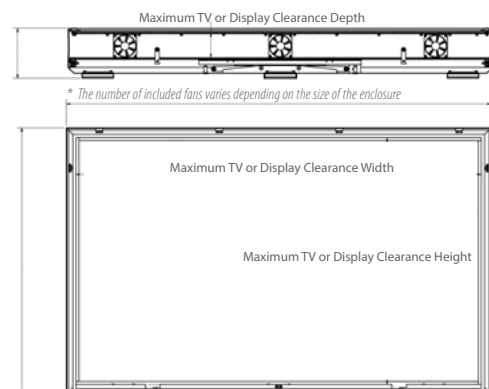 Maximum TV or Display Clearance Depth
* The number of included fans varies depending on the size of the enclosure
Maximum TV or Display Clearance Width
Maximum TV or Display Clearance Height